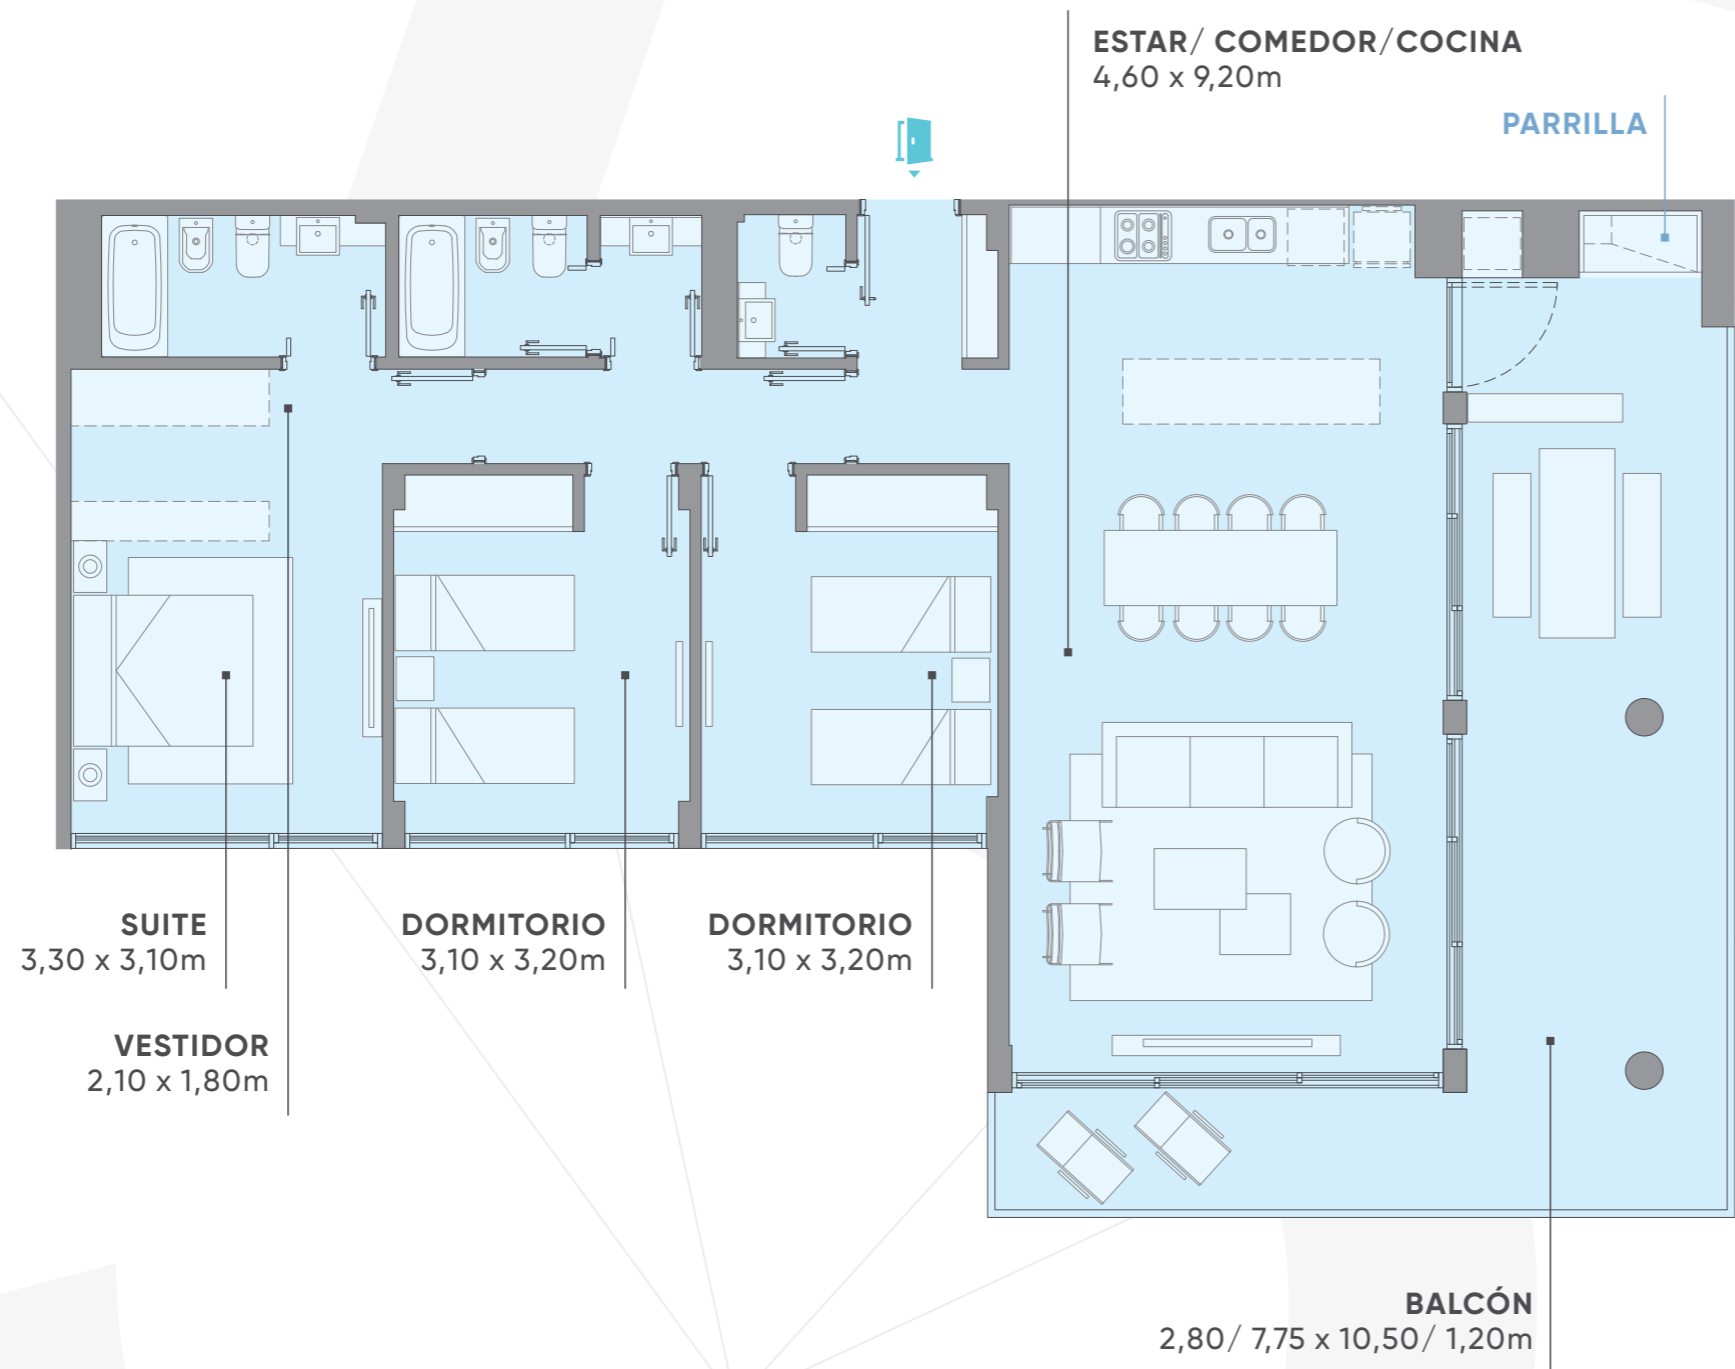 ESTAR/ COMEDOR/COCINA
4,60 x 9,20m
PARRILLA
SUITE
3,30 x 3,10m
DORMITORIO
3,10 x 3,20m
DORMITORIO
3,10 x 3,20m
VESTIDOR
2,10 x 1,80m
BALCÓN
2,80/ 7,75 x 10,50/ 1,20m